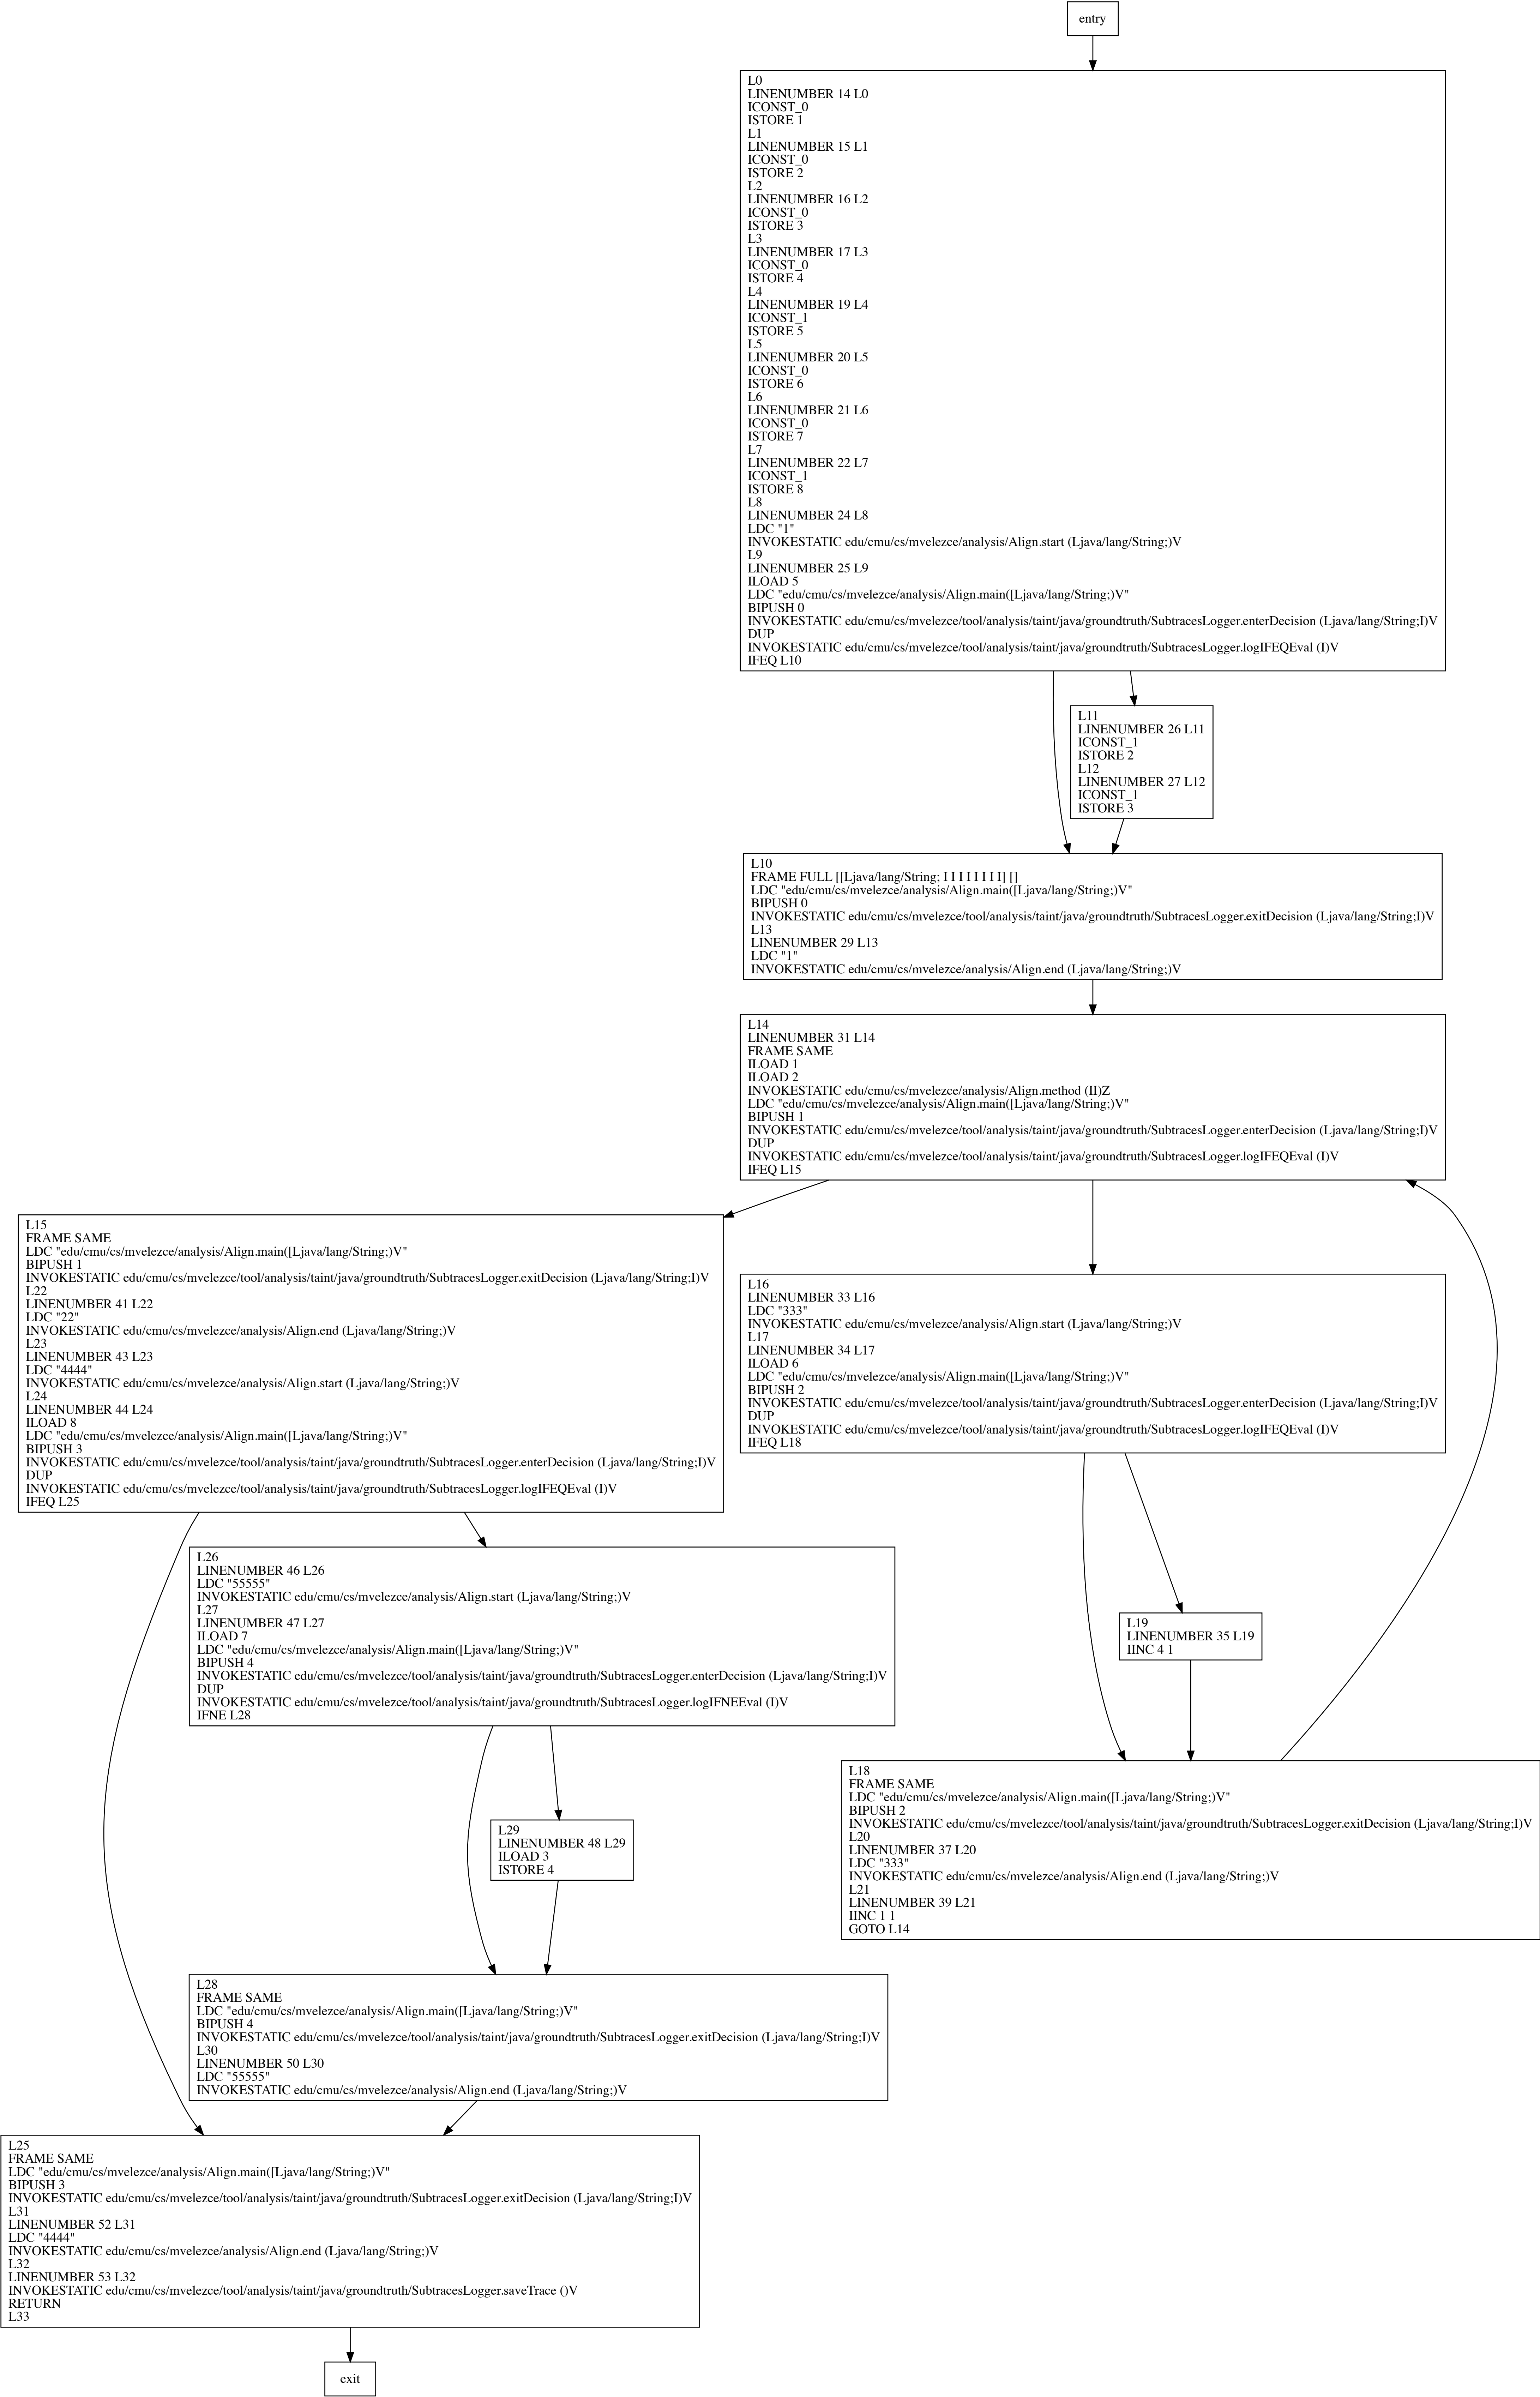 entry
L0
LINENUMBER 14 L0
ICONST_0
ISTORE 1
L1
LINENUMBER 15 L1
ICONST_0
ISTORE 2
L2
LINENUMBER 16 L2
ICONST_0
ISTORE 3
L3
LINENUMBER 17 L3
ICONST_0
ISTORE 4
L4
LINENUMBER 19 L4
ICONST_1
ISTORE 5
L5
LINENUMBER 20 L5
ICONST_0
ISTORE 6
L6
LINENUMBER 21 L6
ICONST_0
ISTORE 7
L7
LINENUMBER 22 L7
ICONST_1
ISTORE 8
L8
LINENUMBER 24 L8
LDC "1"
INVOKESTATIC edu/cmu/cs/mvelezce/analysis/Align.start (Ljava/lang/String;)V
L9
LINENUMBER 25 L9
ILOAD 5
LDC "edu/cmu/cs/mvelezce/analysis/Align.main([Ljava/lang/String;)V"
BIPUSH 0
INVOKESTATIC edu/cmu/cs/mvelezce/tool/analysis/taint/java/groundtruth/SubtracesLogger.enterDecision (Ljava/lang/String;I)V
DUP
INVOKESTATIC edu/cmu/cs/mvelezce/tool/analysis/taint/java/groundtruth/SubtracesLogger.logIFEQEval (I)V
IFEQ L10
L11
LINENUMBER 26 L11
ICONST_1
ISTORE 2
L12
LINENUMBER 27 L12
ICONST_1
ISTORE 3
L10
FRAME FULL [[Ljava/lang/String; I I I I I I I I] []
LDC "edu/cmu/cs/mvelezce/analysis/Align.main([Ljava/lang/String;)V"
BIPUSH 0
INVOKESTATIC edu/cmu/cs/mvelezce/tool/analysis/taint/java/groundtruth/SubtracesLogger.exitDecision (Ljava/lang/String;I)V
L13
LINENUMBER 29 L13
LDC "1"
INVOKESTATIC edu/cmu/cs/mvelezce/analysis/Align.end (Ljava/lang/String;)V
L14
LINENUMBER 31 L14
FRAME SAME
ILOAD 1
ILOAD 2
INVOKESTATIC edu/cmu/cs/mvelezce/analysis/Align.method (II)Z
LDC "edu/cmu/cs/mvelezce/analysis/Align.main([Ljava/lang/String;)V"
BIPUSH 1
INVOKESTATIC edu/cmu/cs/mvelezce/tool/analysis/taint/java/groundtruth/SubtracesLogger.enterDecision (Ljava/lang/String;I)V
DUP
INVOKESTATIC edu/cmu/cs/mvelezce/tool/analysis/taint/java/groundtruth/SubtracesLogger.logIFEQEval (I)V
IFEQ L15
L15
FRAME SAME
LDC "edu/cmu/cs/mvelezce/analysis/Align.main([Ljava/lang/String;)V"
BIPUSH 1
INVOKESTATIC edu/cmu/cs/mvelezce/tool/analysis/taint/java/groundtruth/SubtracesLogger.exitDecision (Ljava/lang/String;I)V
L22
LINENUMBER 41 L22
LDC "22"
INVOKESTATIC edu/cmu/cs/mvelezce/analysis/Align.end (Ljava/lang/String;)V
L23
LINENUMBER 43 L23
LDC "4444"
INVOKESTATIC edu/cmu/cs/mvelezce/analysis/Align.start (Ljava/lang/String;)V
L24
LINENUMBER 44 L24
ILOAD 8
LDC "edu/cmu/cs/mvelezce/analysis/Align.main([Ljava/lang/String;)V"
BIPUSH 3
INVOKESTATIC edu/cmu/cs/mvelezce/tool/analysis/taint/java/groundtruth/SubtracesLogger.enterDecision (Ljava/lang/String;I)V
DUP
INVOKESTATIC edu/cmu/cs/mvelezce/tool/analysis/taint/java/groundtruth/SubtracesLogger.logIFEQEval (I)V
IFEQ L25
L16
LINENUMBER 33 L16
LDC "333"
INVOKESTATIC edu/cmu/cs/mvelezce/analysis/Align.start (Ljava/lang/String;)V
L17
LINENUMBER 34 L17
ILOAD 6
LDC "edu/cmu/cs/mvelezce/analysis/Align.main([Ljava/lang/String;)V"
BIPUSH 2
INVOKESTATIC edu/cmu/cs/mvelezce/tool/analysis/taint/java/groundtruth/SubtracesLogger.enterDecision (Ljava/lang/String;I)V
DUP
INVOKESTATIC edu/cmu/cs/mvelezce/tool/analysis/taint/java/groundtruth/SubtracesLogger.logIFEQEval (I)V
IFEQ L18
L26
LINENUMBER 46 L26
LDC "55555"
INVOKESTATIC edu/cmu/cs/mvelezce/analysis/Align.start (Ljava/lang/String;)V
L27
LINENUMBER 47 L27
ILOAD 7
LDC "edu/cmu/cs/mvelezce/analysis/Align.main([Ljava/lang/String;)V"
BIPUSH 4
INVOKESTATIC edu/cmu/cs/mvelezce/tool/analysis/taint/java/groundtruth/SubtracesLogger.enterDecision (Ljava/lang/String;I)V
DUP
INVOKESTATIC edu/cmu/cs/mvelezce/tool/analysis/taint/java/groundtruth/SubtracesLogger.logIFNEEval (I)V
IFNE L28
L19
LINENUMBER 35 L19
IINC 4 1
L18
FRAME SAME
LDC "edu/cmu/cs/mvelezce/analysis/Align.main([Ljava/lang/String;)V"
BIPUSH 2
INVOKESTATIC edu/cmu/cs/mvelezce/tool/analysis/taint/java/groundtruth/SubtracesLogger.exitDecision (Ljava/lang/String;I)V
L20
LINENUMBER 37 L20
LDC "333"
INVOKESTATIC edu/cmu/cs/mvelezce/analysis/Align.end (Ljava/lang/String;)V
L21
LINENUMBER 39 L21
IINC 1 1
GOTO L14
L29
LINENUMBER 48 L29
ILOAD 3
ISTORE 4
L28
FRAME SAME
LDC "edu/cmu/cs/mvelezce/analysis/Align.main([Ljava/lang/String;)V"
BIPUSH 4
INVOKESTATIC edu/cmu/cs/mvelezce/tool/analysis/taint/java/groundtruth/SubtracesLogger.exitDecision (Ljava/lang/String;I)V
L30
LINENUMBER 50 L30
LDC "55555"
INVOKESTATIC edu/cmu/cs/mvelezce/analysis/Align.end (Ljava/lang/String;)V
L25
FRAME SAME
LDC "edu/cmu/cs/mvelezce/analysis/Align.main([Ljava/lang/String;)V"
BIPUSH 3
INVOKESTATIC edu/cmu/cs/mvelezce/tool/analysis/taint/java/groundtruth/SubtracesLogger.exitDecision (Ljava/lang/String;I)V
L31
LINENUMBER 52 L31
LDC "4444"
INVOKESTATIC edu/cmu/cs/mvelezce/analysis/Align.end (Ljava/lang/String;)V
L32
LINENUMBER 53 L32
INVOKESTATIC edu/cmu/cs/mvelezce/tool/analysis/taint/java/groundtruth/SubtracesLogger.saveTrace ()V
RETURN
L33
exit